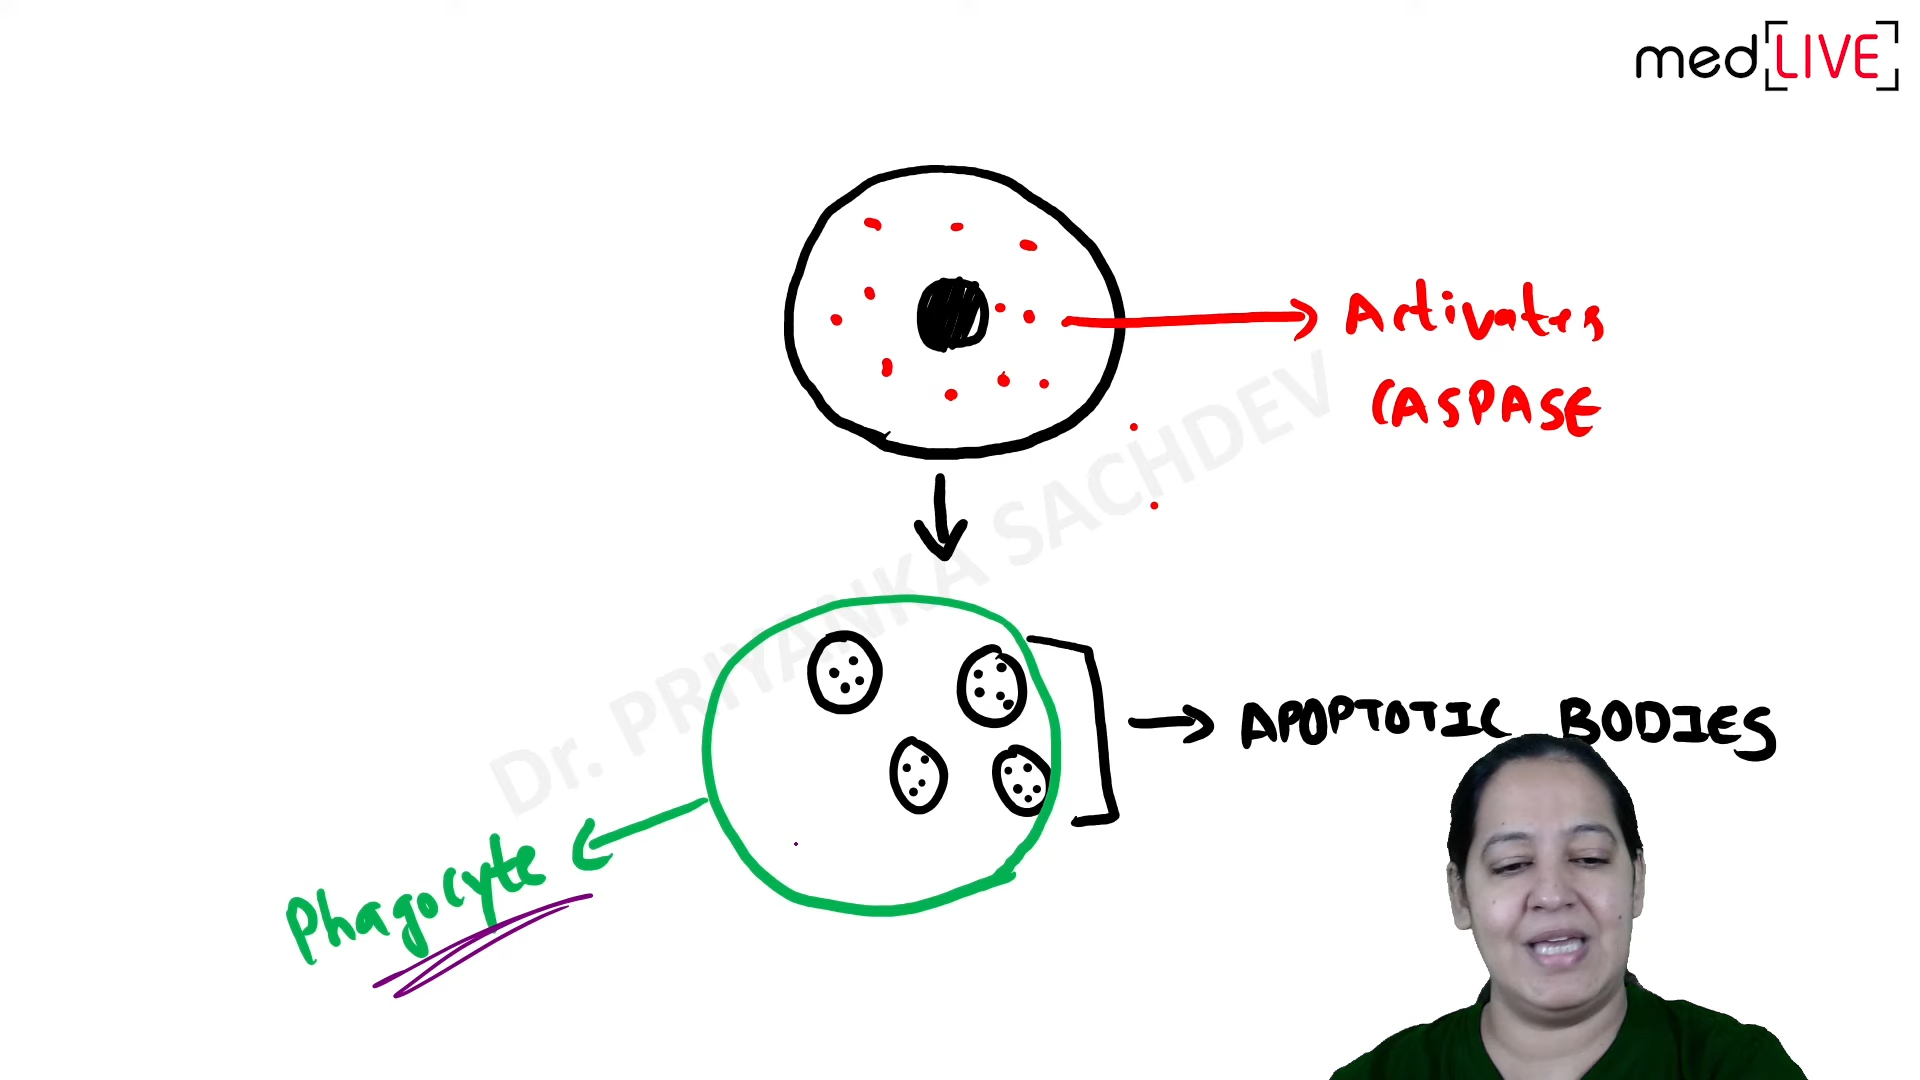 med[LIVE]
Activates
CASPASE
Dr. PRIYANKA SACHDEV
APOPTOTIC BODIES
Phagocyte